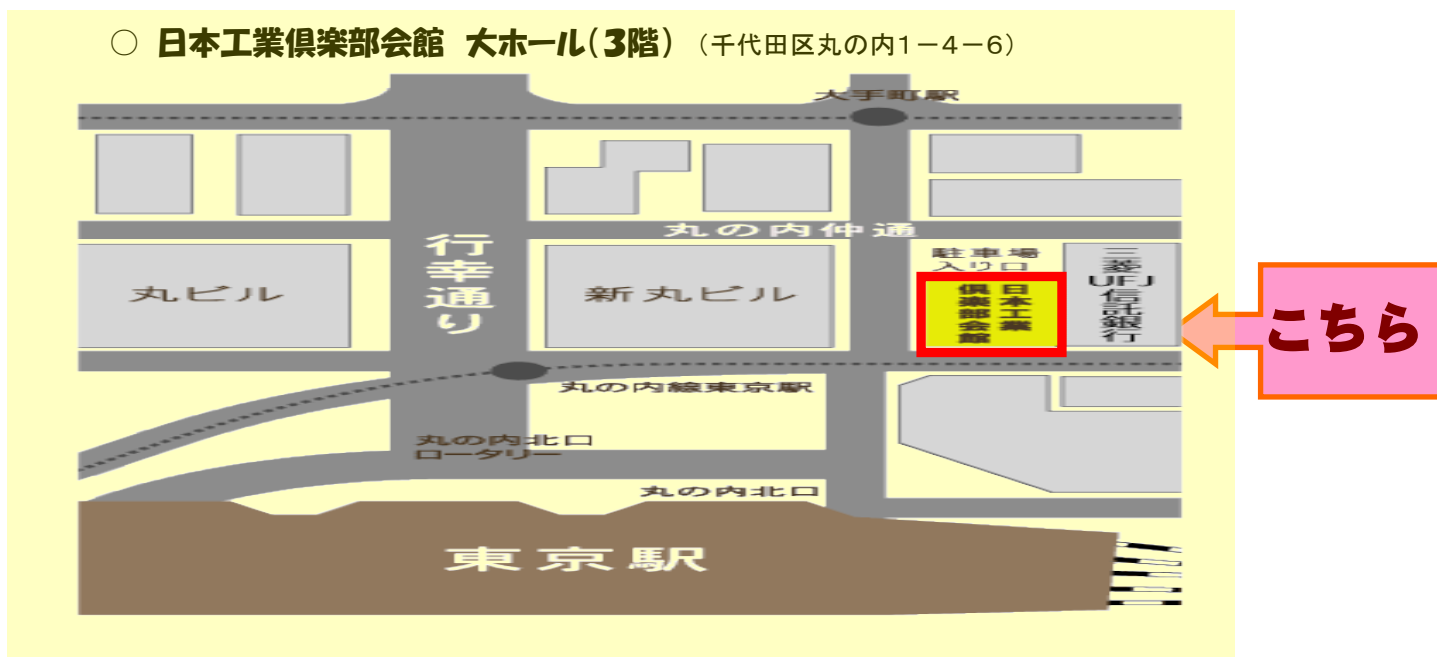 ○ 日本工業倶楽部会館 大ホール(3階) (千代田区丸の内1-4-6)
大手町駅
丸の内仲通
行幸通り
駐車場
入り口
三菱UFJ信託銀行
丸ビル
新丸ビル
日本工業
倶楽部会館
こちら
丸の内線東京駅
丸の内北口
ロータリー
丸の内北口
東京駅